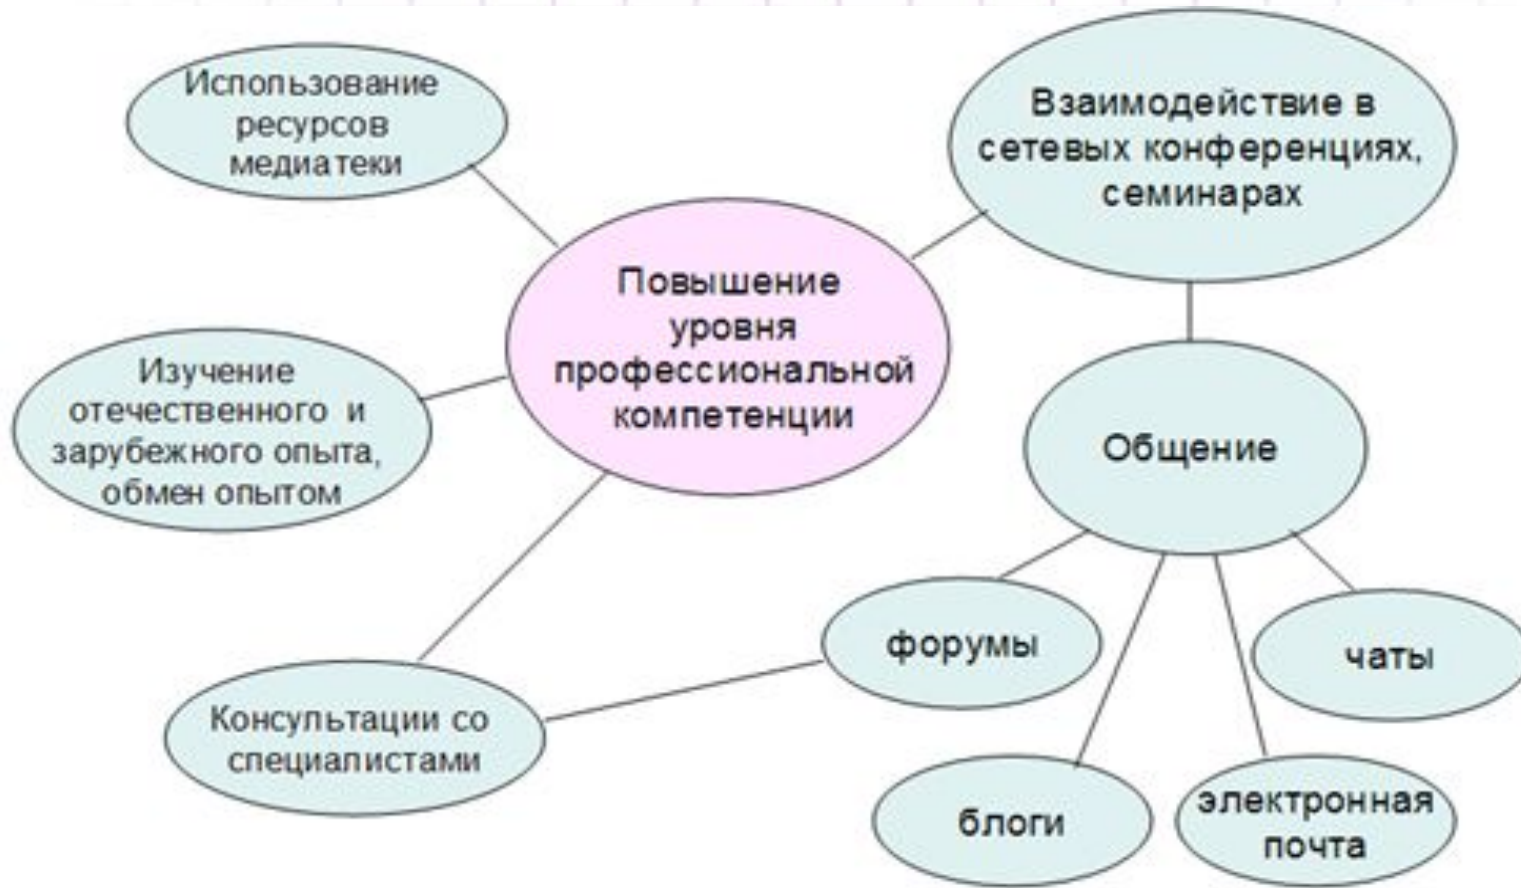 Использование
ресурсов
медиатеки
Взаимодействие в
сетевых конференциях,
семинарах
Повышение
уровня
профессиональной
компетенции
Изучение
отечественного и
зарубежного опыта,
обмен опытом
Общение
форумы
чаты
Консультации со
специалистами
блоги
электронная
почта